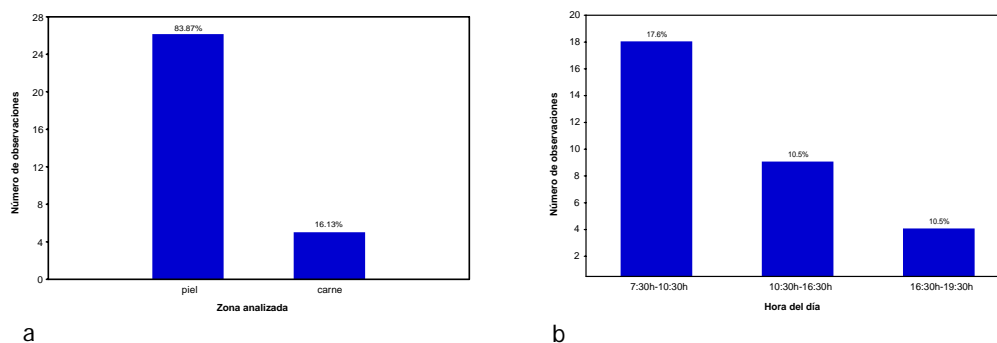 28
24
20
16
12
8
4
0
Número de observaciones
83.87%
16.13%
piel
carne
Zona analizada
a
20
18
16
14
12
10
8
6
4
2
Número de observaciones
17.6%
10.5%
10.5%
7:30h-10:30h
10:30h-16:30h
16:30h-19:30h
Hora del día
b